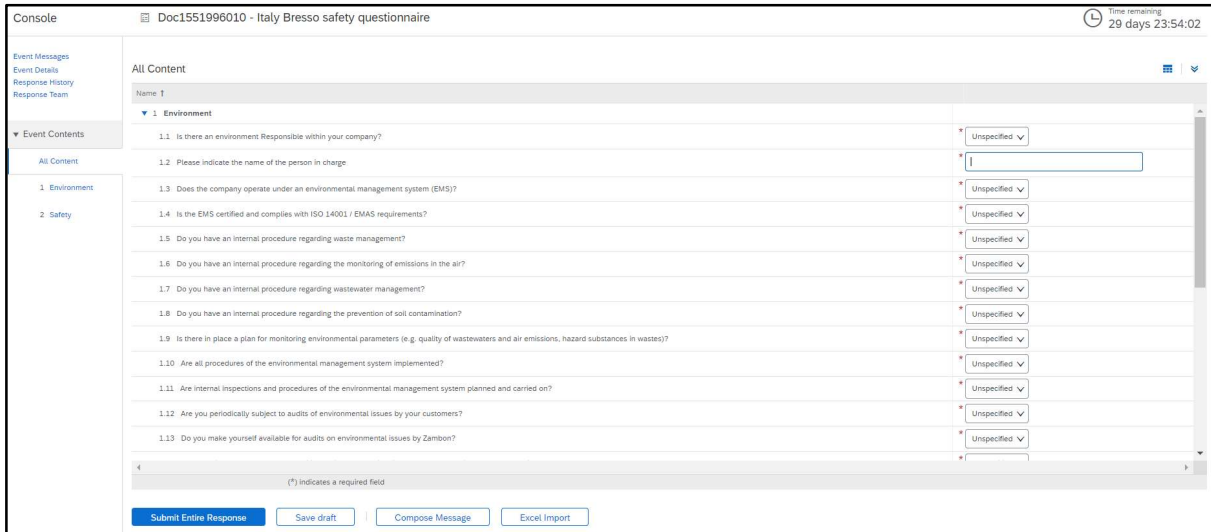 Console
Doc1551996010 - Italy Bresso safety questionnaire
Time remaining
29 days 23:54:02
Event Messages
Event Details
Response History
Response Team
▼ Event Contents
All Content
1 Environment
2 Safety
All Content
Name ↑
▼ 1 Environment
1.1 Is there an environment Responsible within your company? * Unspecified
1.2 Please indicate the name of the person in charge *
1.3 Does the company operate under an environmental management system (EMS)? * Unspecified
1.4 Is the EMS certified and complies with ISO 14001 / EMAS requirements? * Unspecified
1.5 Do you have an internal procedure regarding waste management? * Unspecified
1.6 Do you have an internal procedure regarding the monitoring of emissions in the air? * Unspecified
1.7 Do you have an internal procedure regarding wastewater management? * Unspecified
1.8 Do you have an internal procedure regarding the prevention of soil contamination? * Unspecified
1.9 Is there in place a plan for monitoring environmental parameters (e.g. quality of wastewaters and air emissions, hazard substances in wastes)? * Unspecified
1.10 Are all procedures of the environmental management system implemented? * Unspecified
1.11 Are internal inspections and procedures of the environmental management system planned and carried on? * Unspecified
1.12 Are you periodically subject to audits of environmental issues by your customers? * Unspecified
1.13 Do you make yourself available for audits on environmental issues by Zambon? * Unspecified
(*) indicates a required field
Submit Entire Response
Save draft
Compose Message
Excel Import